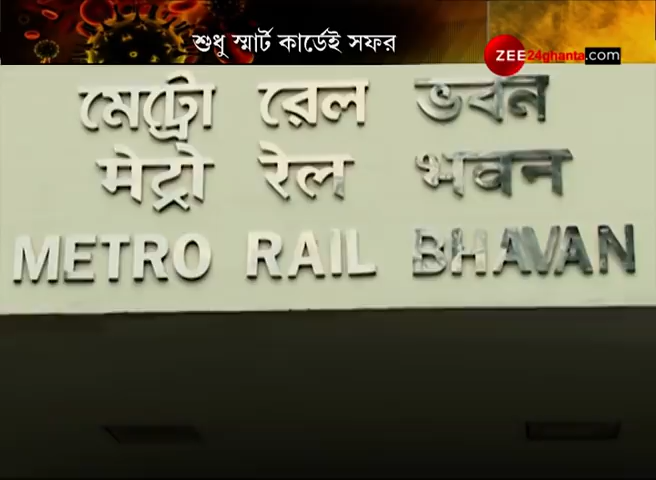 শুধু স্মার্ট কার্ডেই সফর
ZEE24ghanta.com
মেট্রো রেল ভবন
मेट्रो रेल भवन
METRO RAIL BHAVAN